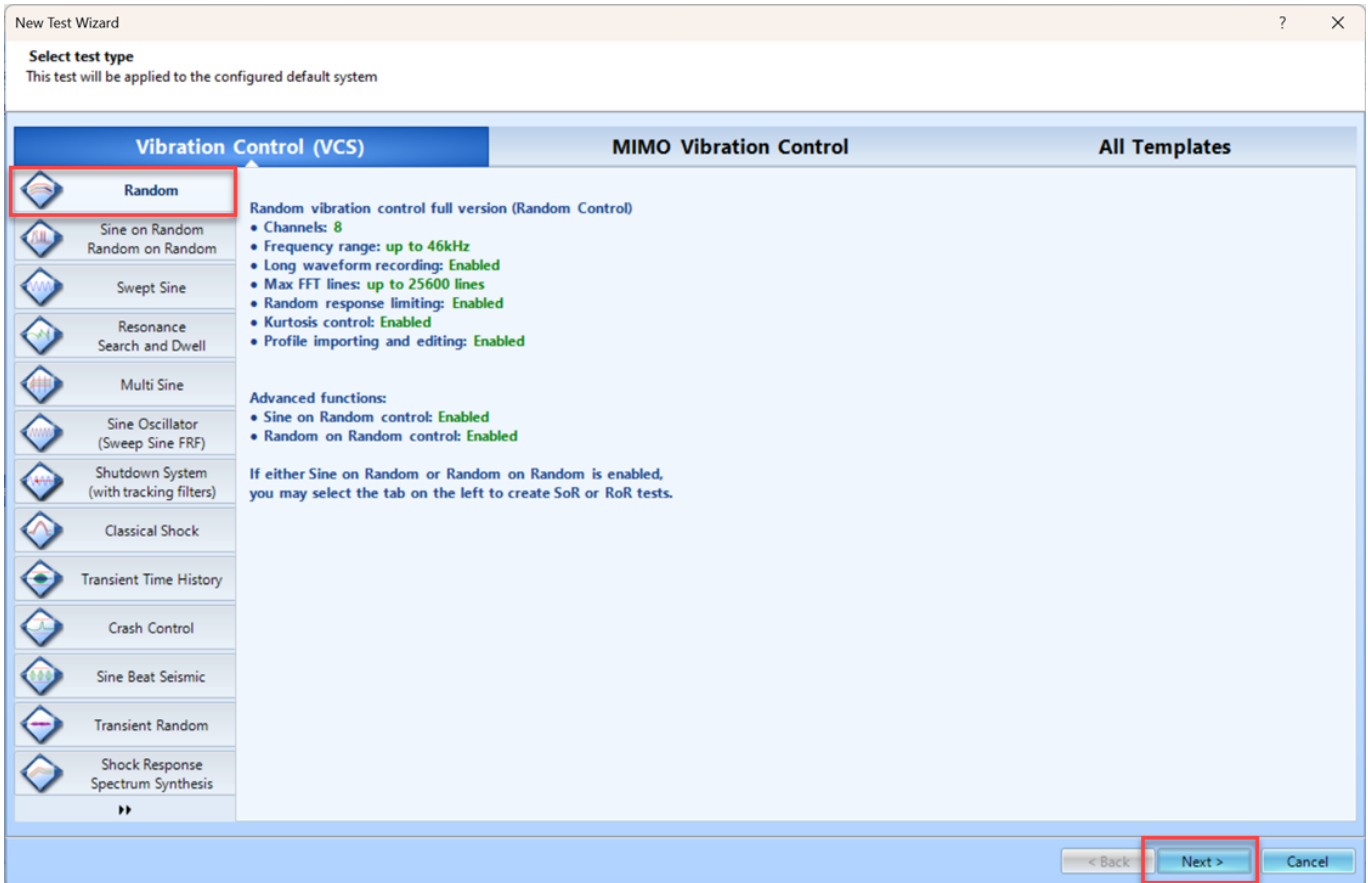 New Test Wizard
?
Select test type
This test will be applied to the configured default system
Vibration Control (VCS)
MIMO Vibration Control
All Templates
Random
Sine on Random
Random on Random
Swept Sine
Resonance
Search and Dwell
Multi Sine
Sine Oscillator
(Sweep Sine FRF)
Shutdown System
(with tracking filters)
Classical Shock
Transient Time History
Crash Control
Sine Beat Seismic
Transient Random
Shock Response
Spectrum Synthesis
Random vibration control full version (Random Control)
• Channels: 8
• Frequency range: up to 46kHz
• Long waveform recording: Enabled
• Max FFT lines: up to 25600 lines
• Random response limiting: Enabled
• Kurtosis control: Enabled
• Profile importing and editing: Enabled
Advanced functions:
• Sine on Random control: Enabled
• Random on Random control: Enabled
If either Sine on Random or Random on Random is enabled,
you may select the tab on the left to create SoR or RoR tests.
< Back
Next >
Cancel